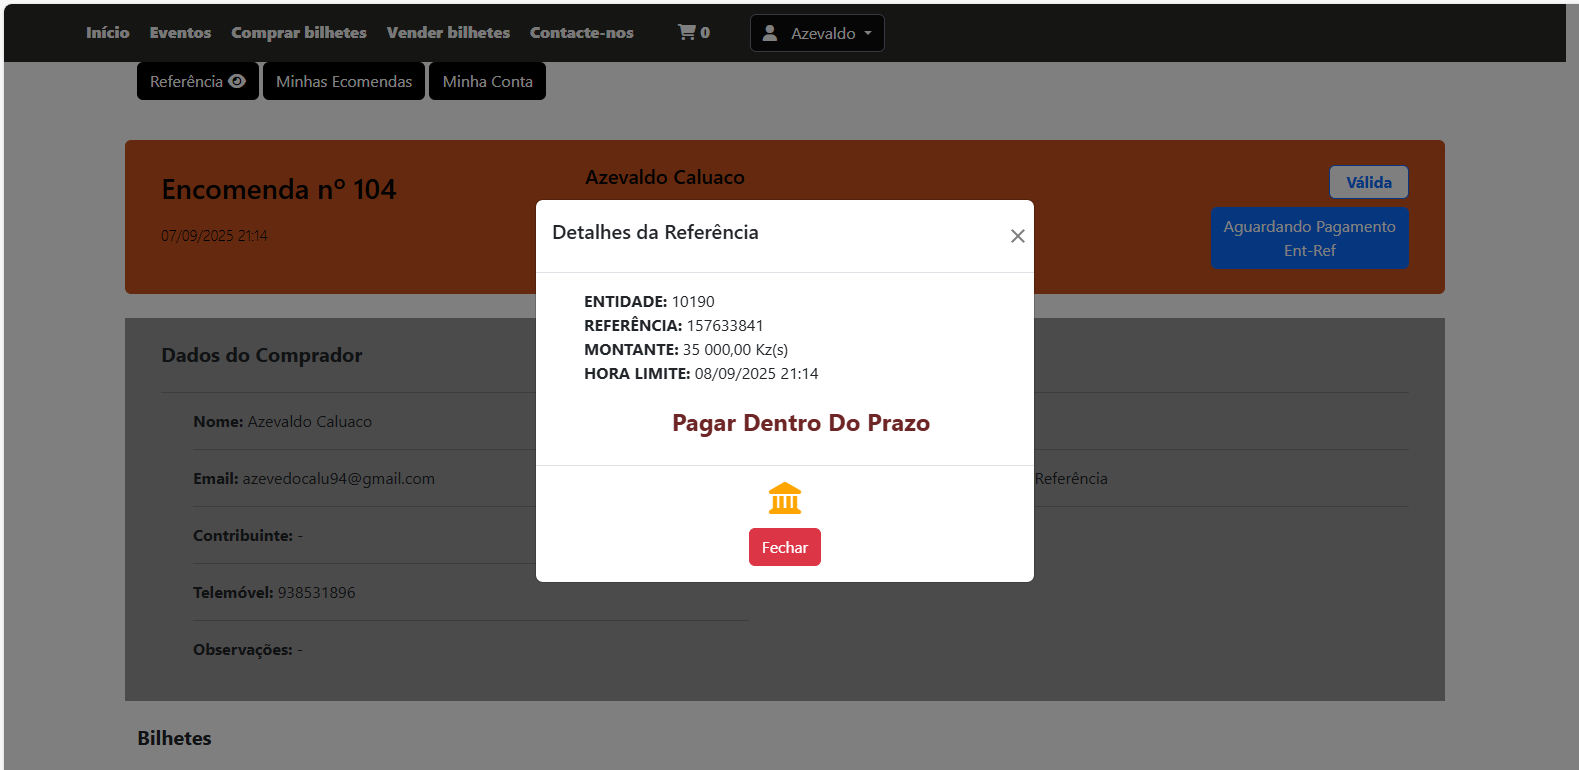 Início Eventos Comprar bilhetes Vender bilhetes Contacte-nos 0 Azevaldo
Referência Minhas Ecomendas Minha Conta
Encomenda nº 104
07/09/2025 21:14
Azevaldo Caluaco
Válida
Aguardando Pagamento
Ent-Ref
Detalhes da Referência
ENTIDADE: 10190
REFERÊNCIA: 157633841
MONTANTE: 35 000,00 Kz(s)
HORA LIMITE: 08/09/2025 21:14
Pagar Dentro Do Prazo
Fechar
Dados do Comprador
Nome: Azevaldo Caluaco
Email: azevedocalu94@gmail.com
Referência
Contribuinte: -
Telemóvel: 938531896
Observações: -
Bilhetes